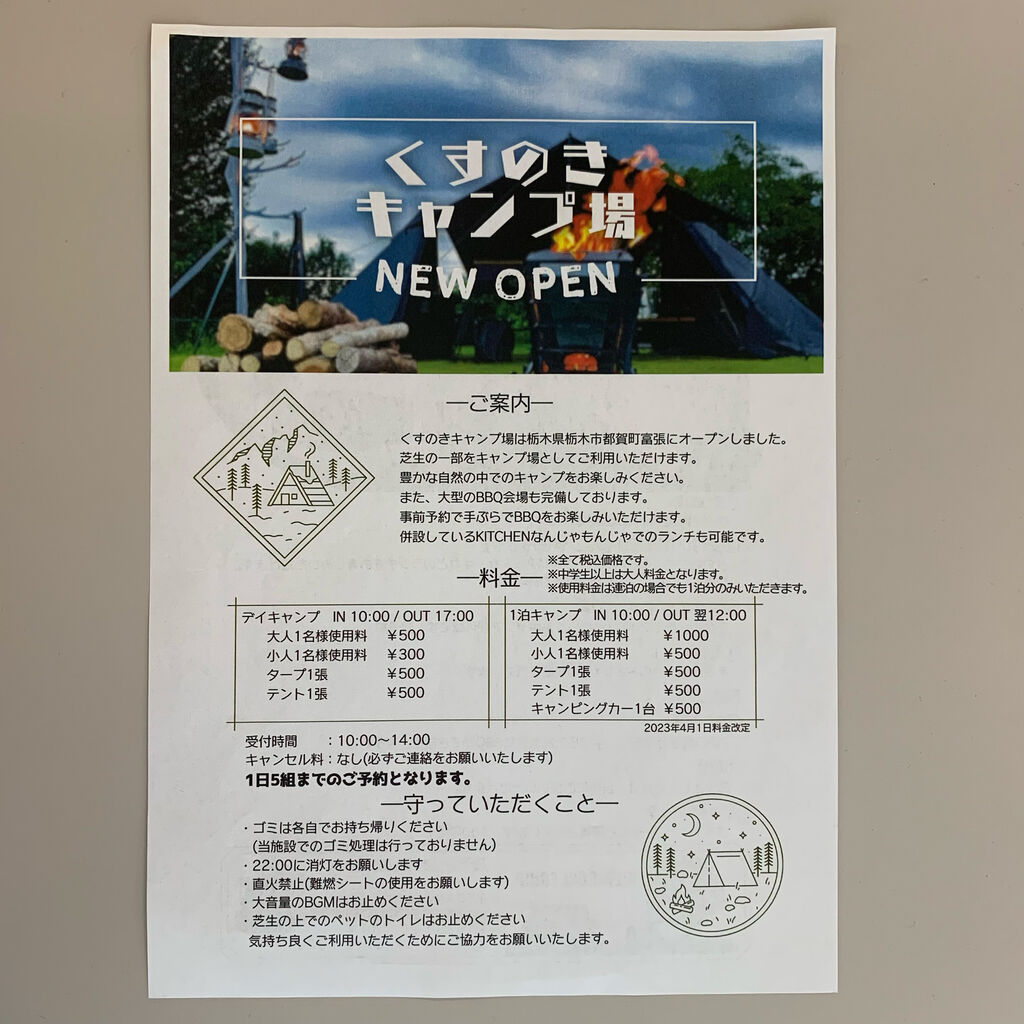 くすのき
キャンプ場
NEW OPEN
―ご案内―
くすのきキャンプ場は栃木県栃木市都賀町富張にオープンしました。
芝生の一部をキャンプ場としてご利用いただけます。
豊かな自然の中でのキャンプをお楽しみください。
また、大型のBBQ会場も完備しております。
事前予約で手ぶらでBBQをお楽しみいただけます。
併設しているKITCHENなんじゃもんじゃでのランチも可能です。
―料金―
※全て税込価格です。
※中学生以上は大人料金となります。
※使用料金は連泊の場合でも1泊分のみいただきます。
デイキャンプ IN 10:00 / OUT 17:00
大人1名様使用料 ￥500
小人1名様使用料 ￥300
タープ1張 ￥500
テント1張 ￥500
1泊キャンプ IN 10:00 / OUT 翌12:00
大人1名様使用料 ￥1000
小人1名様使用料 ￥500
タープ1張 ￥500
テント1張 ￥500
キャンピングカー1台 ￥500
2023年4月1日料金改定
受付時間 ：10:00～14:00
キャンセル料：なし(必ずご連絡をお願いいたします)
1日5組までのご予約となります。
―守っていただくこと―
・ゴミは各自でお持ち帰りください
(当施設でのゴミ処理は行っておりません)
・22:00に消灯をお願いします
・直火禁止(難燃シートの使用をお願いします)
・大音量のBGMはお止めください
・芝生の上でのペットのトイレはお止めください
気持ち良くご利用いただくためにご協力をお願いいたします。